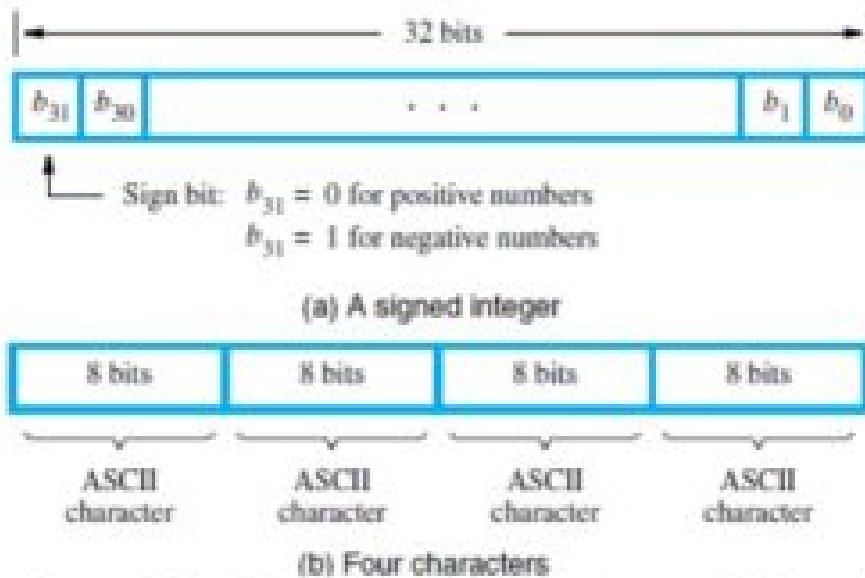 32 bits
b31 b30 . . . b1 b0
Sign bit: b31 = 0 for positive numbers
b31 = 1 for negative numbers
(a) A signed integer
8 bits 8 bits 8 bits 8 bits
ASCII ASCII ASCII ASCII
character character character character
(b) Four characters